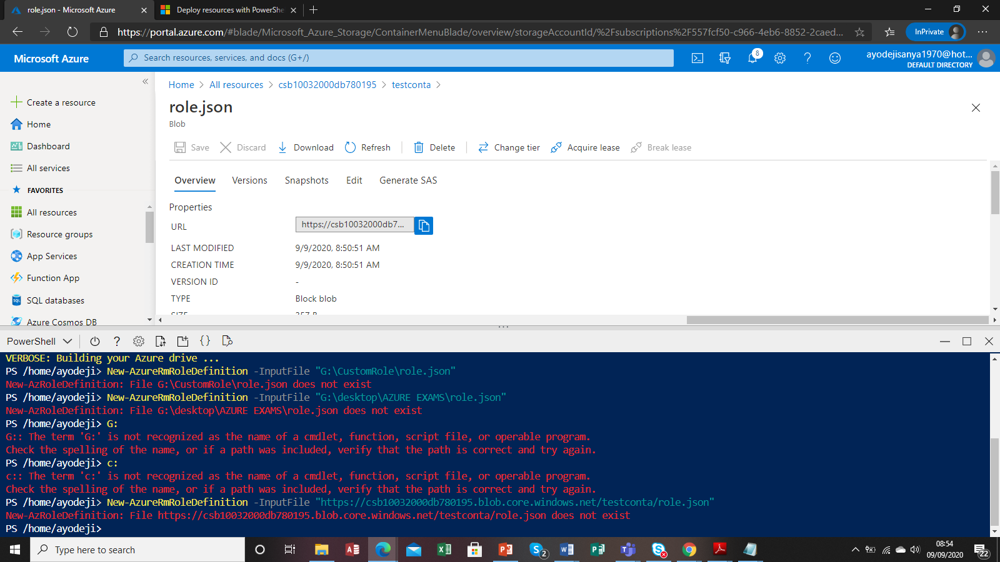 role.json - Microsoft Azure
Deploy resources with PowerShe
https://portal.azure.com/#blade/Microsoft_Azure_Storage/ContainerMenuBlade/overview/storageAccountId/%2Fsubscriptions%2F557fcf50-c966-4eb6-8852-2caed...
InPrivate
Microsoft Azure
Search resources, services, and docs (G+/)
8
ayodejisanya1970@hot...
DEFAULT DIRECTORY
Create a resource
Home
Dashboard
All services
FAVORITES
All resources
Resource groups
App Services
Function App
SQL databases
Azure Cosmos DB
Home > All resources > csb10032000db780195 > testconta >
role.json
Blob
Save Discard Download Refresh Delete Change tier Acquire lease Break lease
Overview Versions Snapshots Edit Generate SAS
Properties
URL https://csb10032000db7...
LAST MODIFIED 9/9/2020, 8:50:51 AM
CREATION TIME 9/9/2020, 8:50:51 AM
VERSION ID -
TYPE Block blob
SIZE 357 B
PowerShell
VERBOSE: Building your Azure drive ...
PS /home/ayodeji> New-AzureRmRoleDefinition -InputFile "G:\CustomRole\role.json"
New-AzRoleDefinition: File G:\CustomRole\role.json does not exist
PS /home/ayodeji> New-AzureRmRoleDefinition -InputFile "G:\desktop\AZURE EXAMS\role.json"
New-AzRoleDefinition: File G:\desktop\AZURE EXAMS\role.json does not exist
PS /home/ayodeji> G:
G:: The term 'G:' is not recognized as the name of a cmdlet, function, script file, or operable program.
Check the spelling of the name, or if a path was included, verify that the path is correct and try again.
PS /home/ayodeji> c:
c:: The term 'c:' is not recognized as the name of a cmdlet, function, script file, or operable program.
Check the spelling of the name, or if a path was included, verify that the path is correct and try again.
PS /home/ayodeji> New-AzureRmRoleDefinition -InputFile "https://csb10032000db780195.blob.core.windows.net/testconta/role.json"
New-AzRoleDefinition: File https://csb10032000db780195.blob.core.windows.net/testconta/role.json does not exist
PS /home/ayodeji>
Type here to search
2
08:54
09/09/2020
22